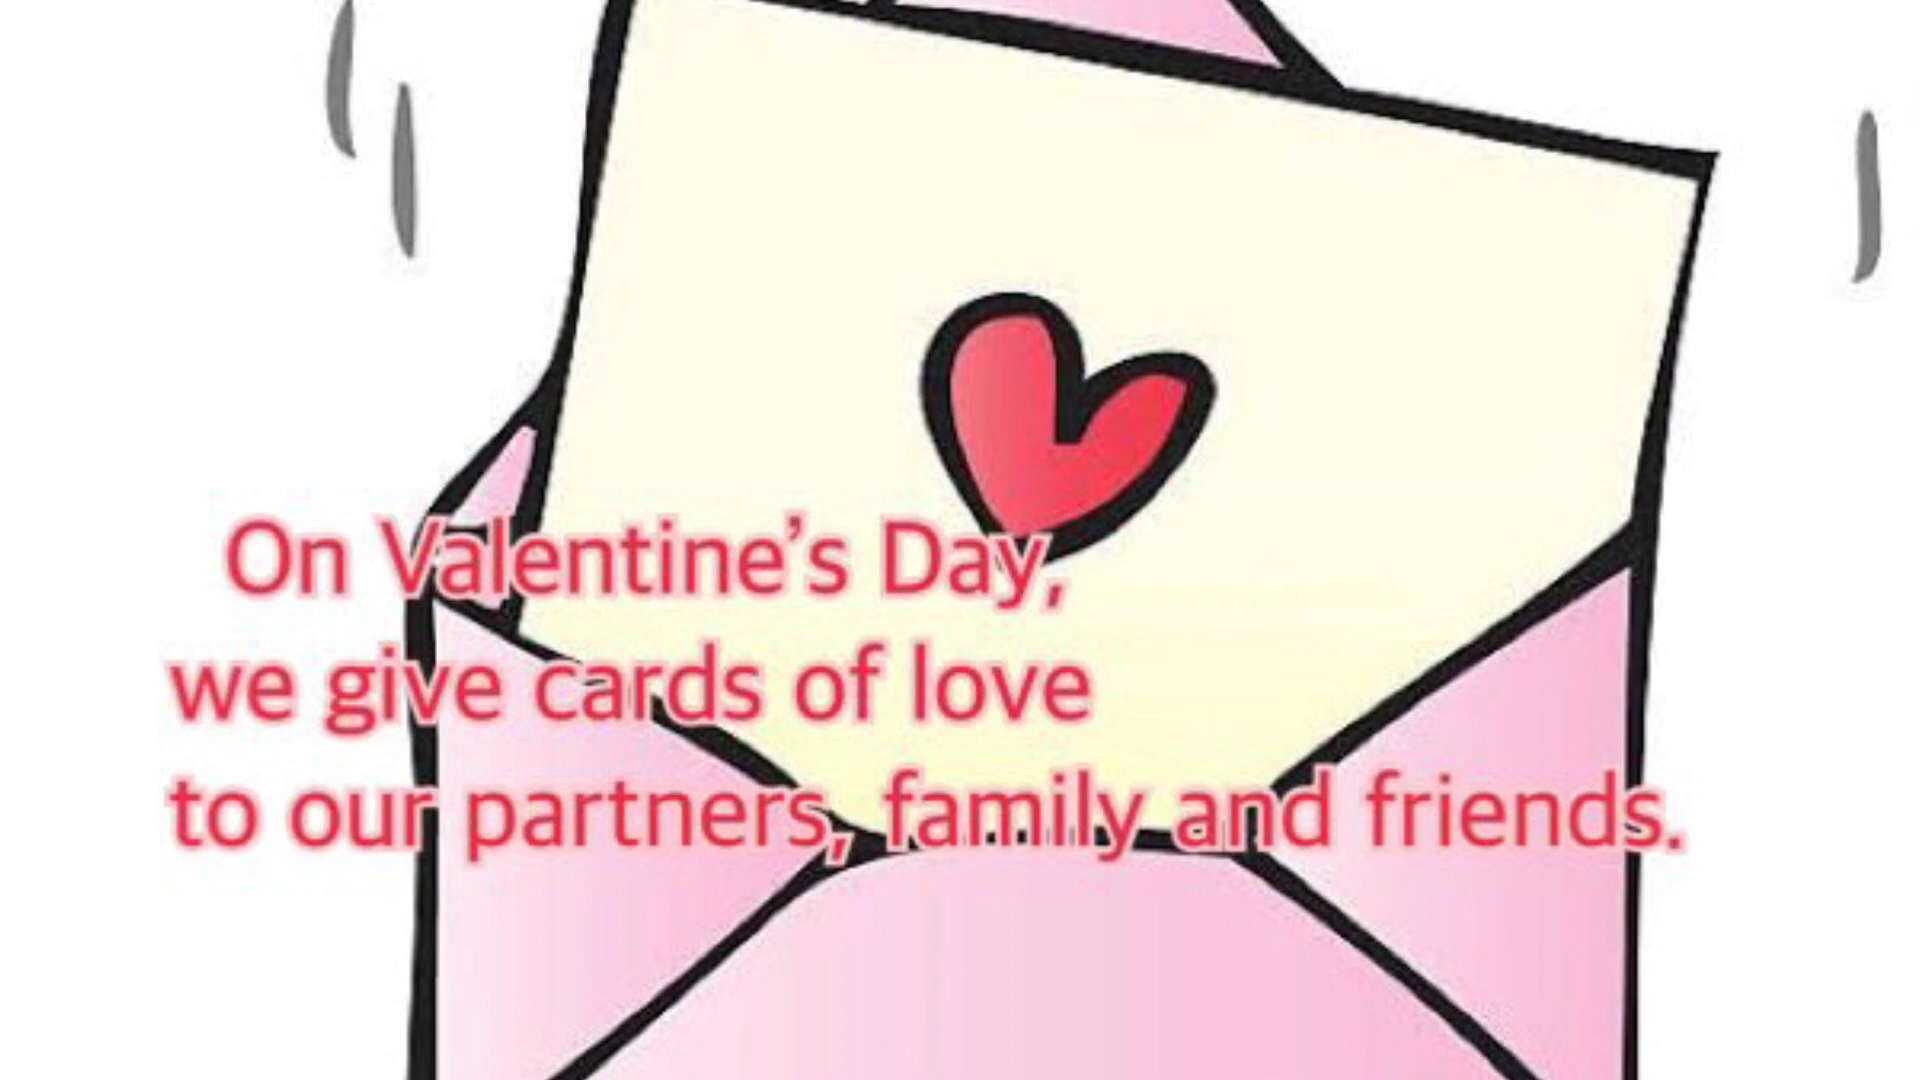 On Valentine’s Day,
we give cards of love
to our partners, family and friends.